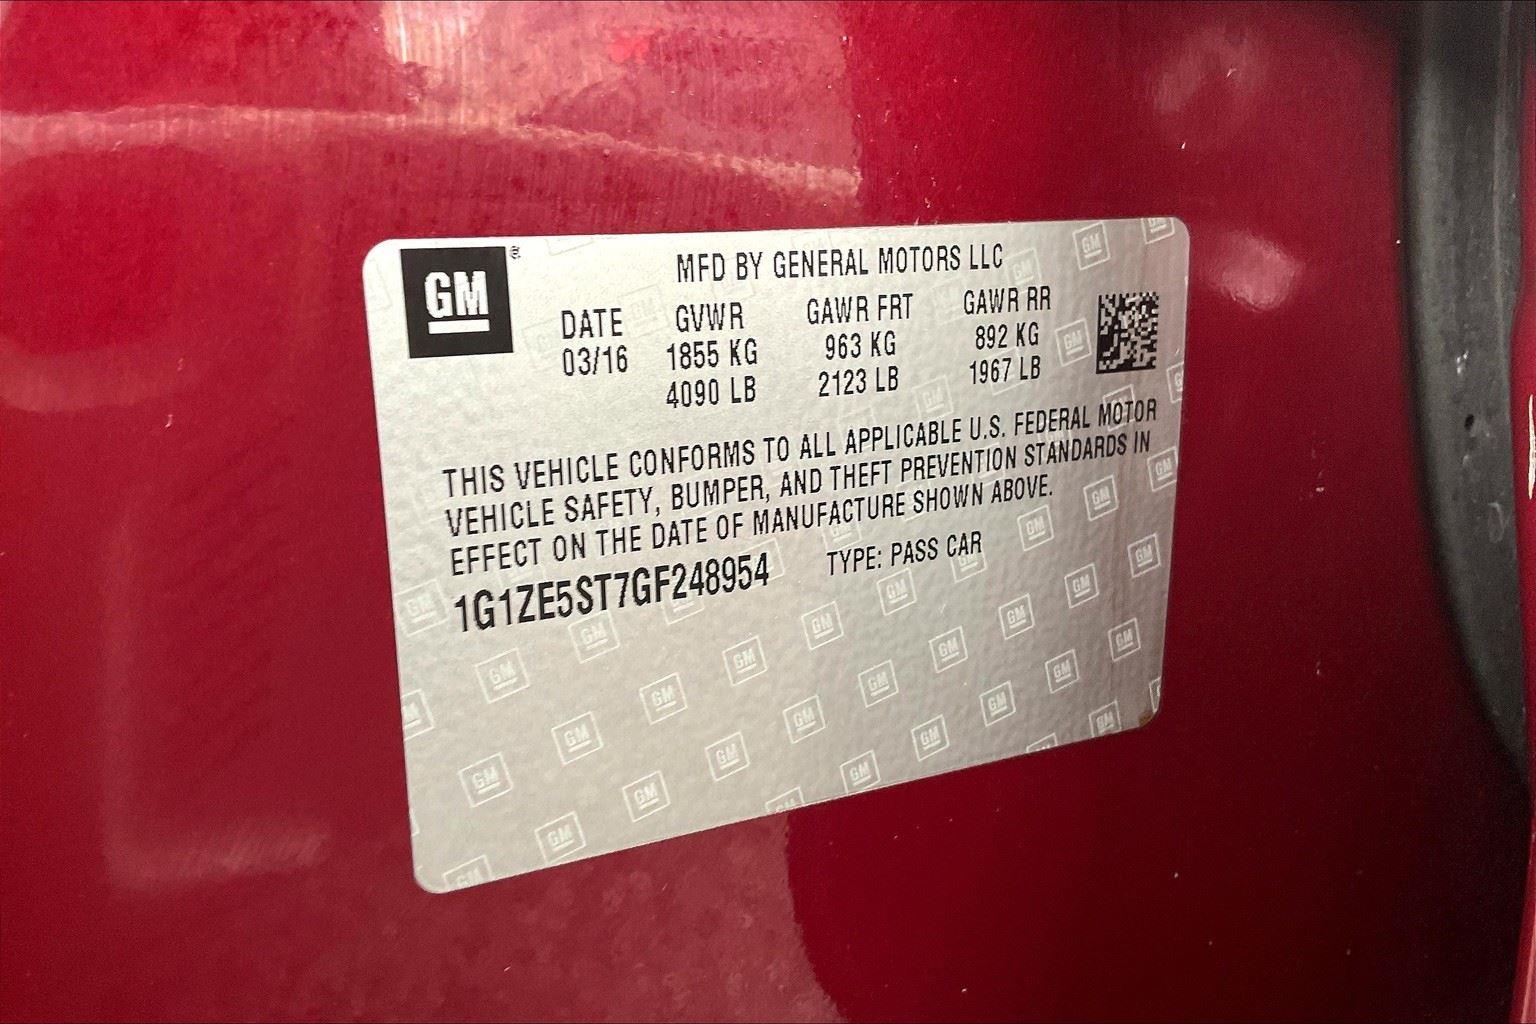 GM
MFD BY GENERAL MOTORS LLC
DATE GVWR GAWR FRT GAWR RR
03/16 1855 KG 963 KG 892 KG
4090 LB 2123 LB 1967 LB
THIS VEHICLE CONFORMS TO ALL APPLICABLE U.S. FEDERAL MOTOR
VEHICLE SAFETY, BUMPER, AND THEFT PREVENTION STANDARDS IN
EFFECT ON THE DATE OF MANUFACTURE SHOWN ABOVE.
1G1ZE5ST7GF248954 TYPE: PASS CAR